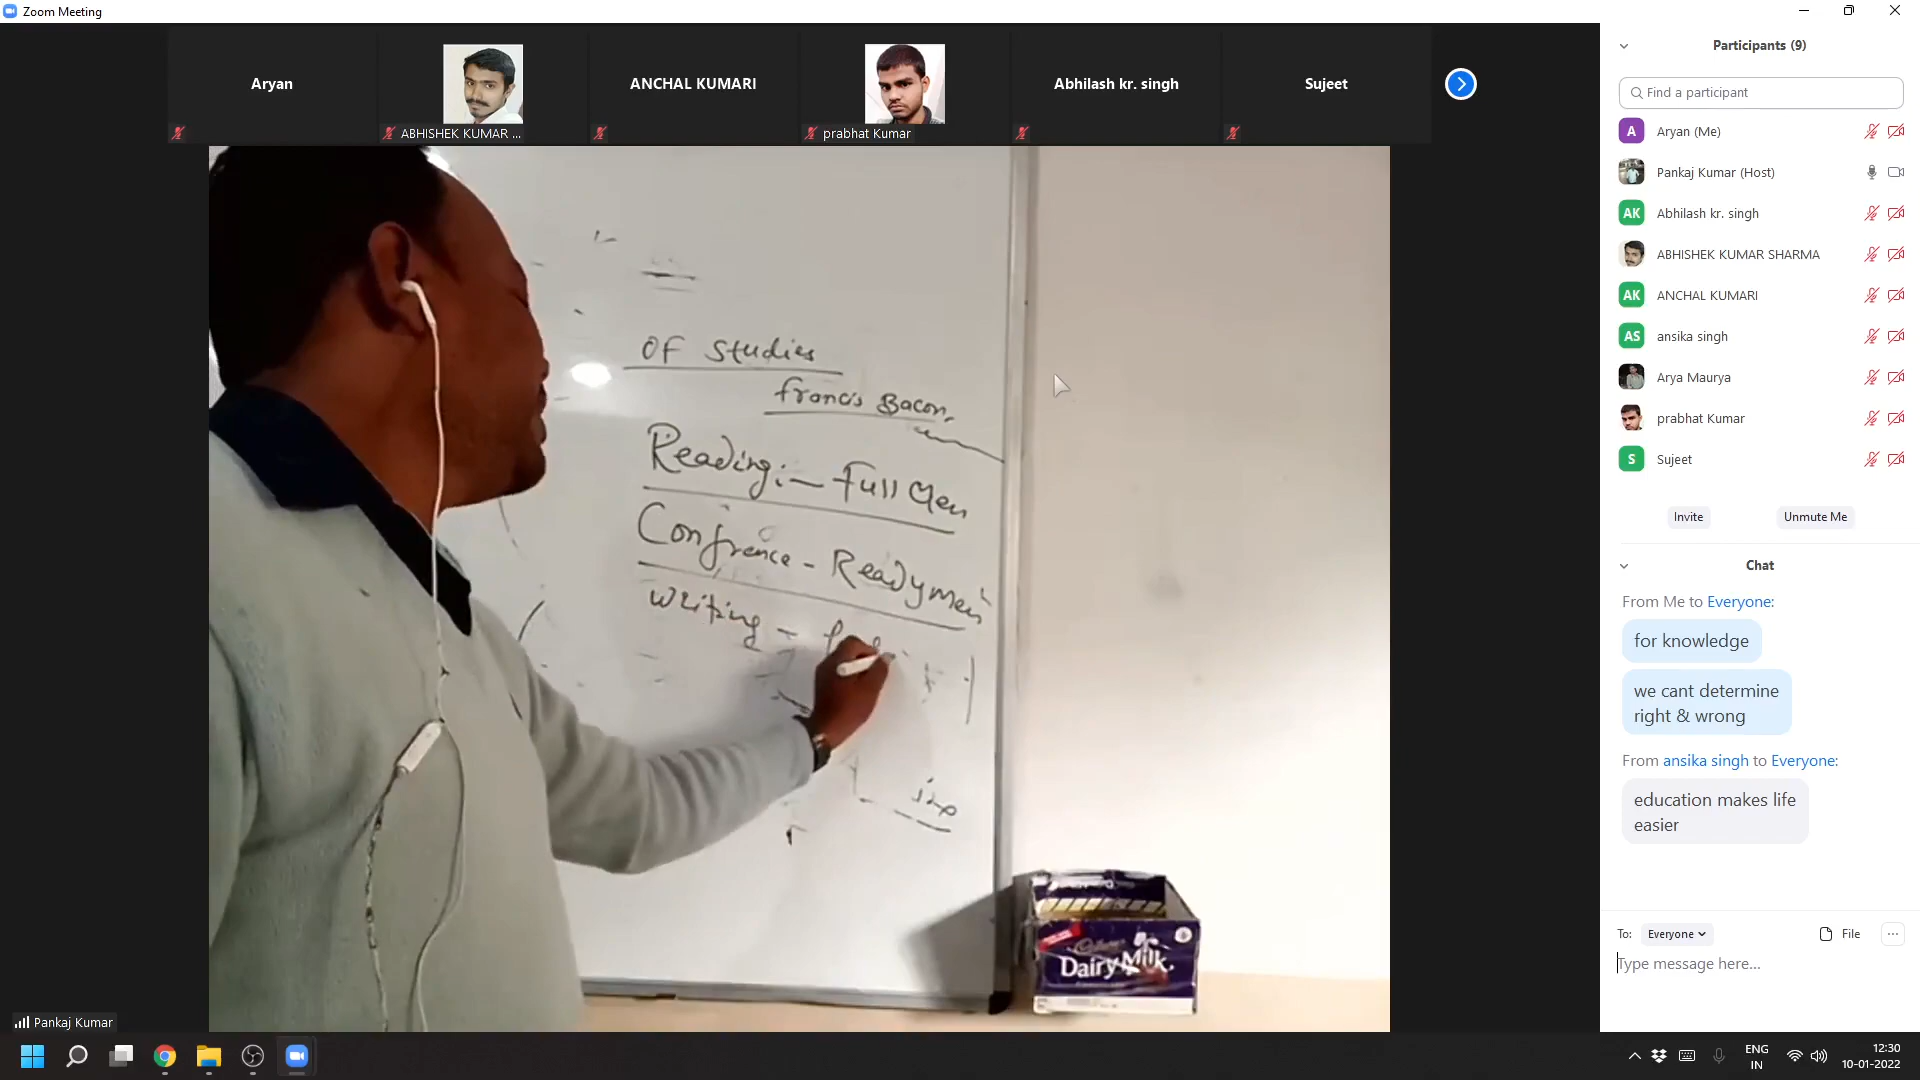 Zoom Meeting
Aryan
ABHISHEK KUMAR ...
ANCHAL KUMARI
prabhat Kumar
Abhilash kr. singh
Sujeet
OF Studies
Francis Bacon,
Reading:- Full Men
Confrence - Readymen
Writing -
Cadbury
Dairy Milk
Pankaj Kumar
Participants (9)
Find a participant
A Aryan (Me)
Pankaj Kumar (Host)
AK Abhilash kr. singh
ABHISHEK KUMAR SHARMA
AK ANCHAL KUMARI
AS ansika singh
Arya Maurya
prabhat Kumar
S Sujeet
Invite Unmute Me
Chat
From Me to Everyone:
for knowledge
we cant determine
right & wrong
From ansika singh to Everyone:
education makes life
easier
To: Everyone File
Type message here...
ENG
IN
12:30
10-01-2022